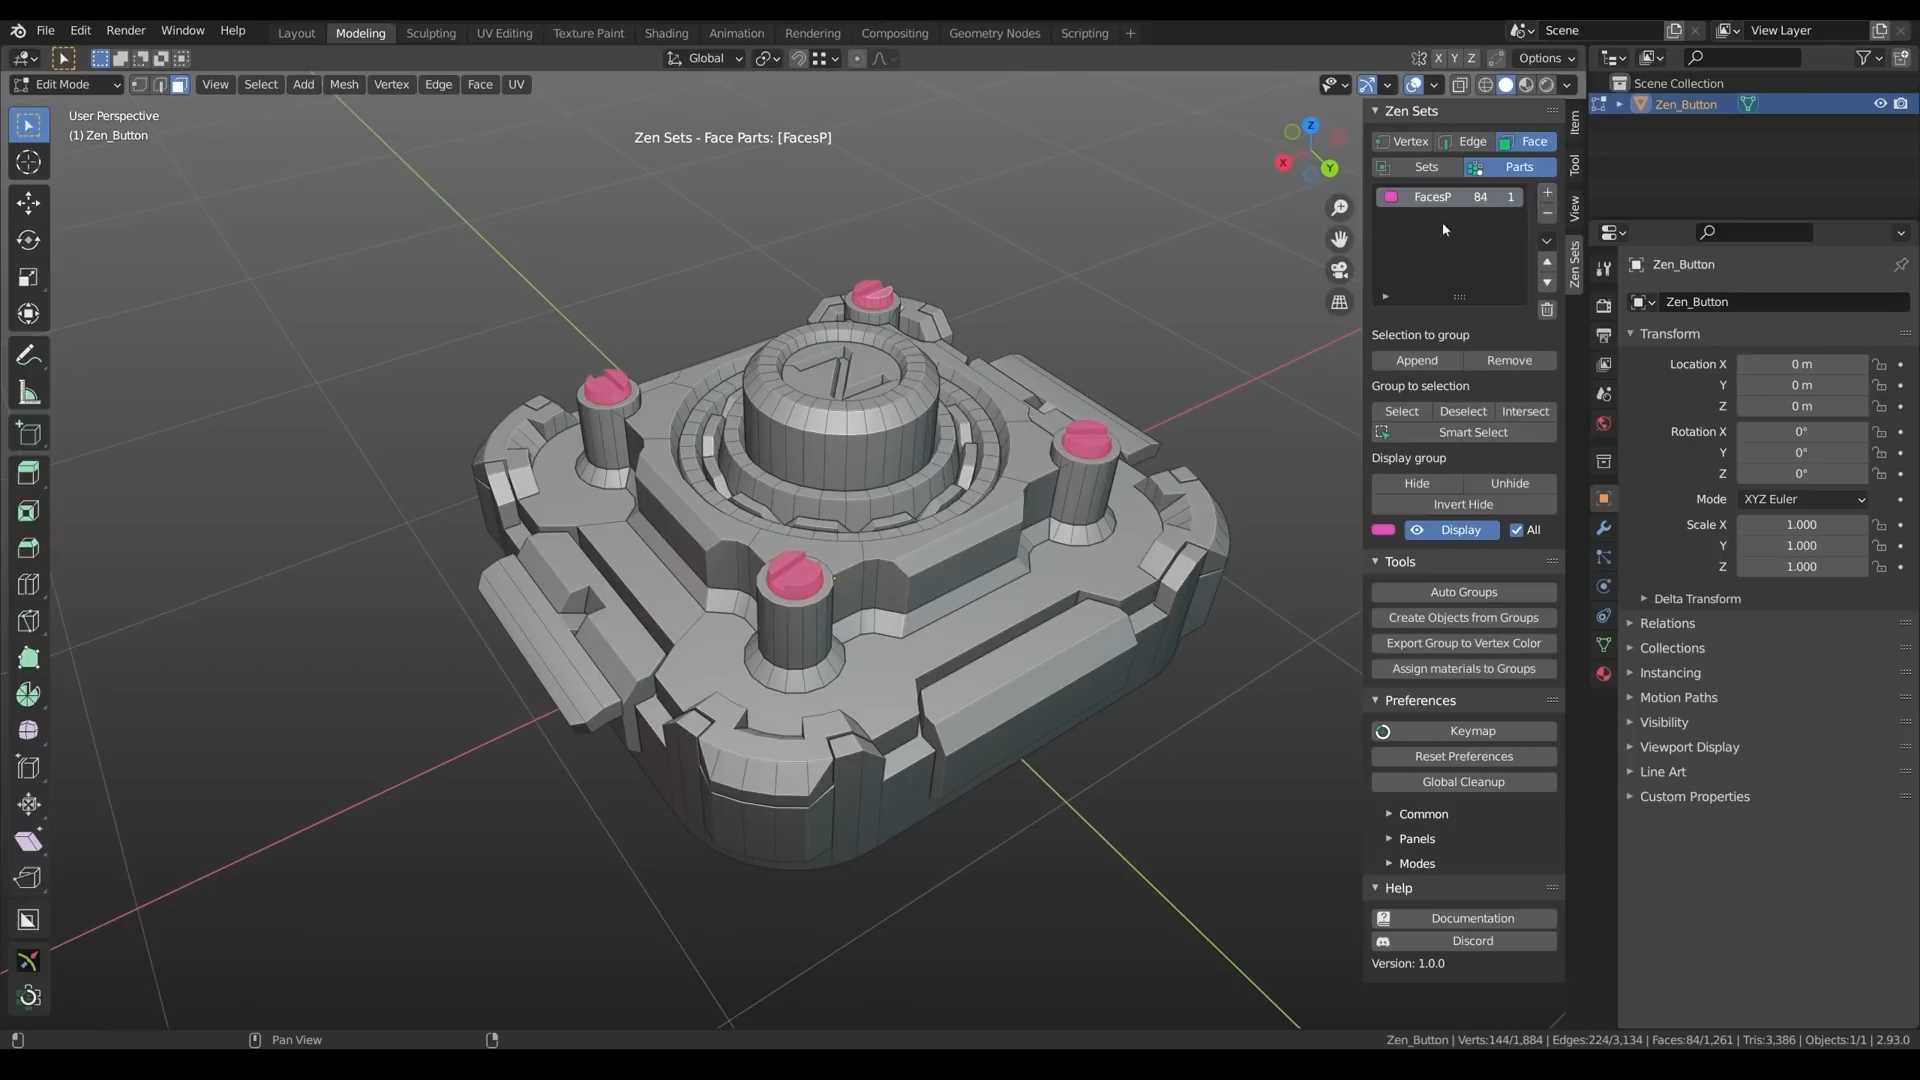 File Edit Render Window Help
Layout Modeling Sculpting UV Editing Texture Paint Shading Animation Rendering Compositing Geometry Nodes Scripting +
Scene
View Layer
Global
X Y Z
Options
Edit Mode
View Select Add Mesh Vertex Edge Face UV
User Perspective
(1) Zen_Button
Zen Sets - Face Parts: [FacesP]
Z
X
Y
Zen Sets
Vertex Edge Face
Sets Parts
FacesP 84 1
Selection to group
Append Remove
Group to selection
Select Deselect Intersect
Smart Select
Display group
Hide Unhide
Invert Hide
Display All
Tools
Auto Groups
Create Objects from Groups
Export Group to Vertex Color
Assign materials to Groups
Preferences
Keymap
Reset Preferences
Global Cleanup
Common
Panels
Modes
Help
Documentation
Discord
Version: 1.0.0
Item
Tool
View
Zen Sets
Scene Collection
Zen_Button
Zen_Button
Zen_Button
Transform
Location X 0 m
Y 0 m
Z 0 m
Rotation X 0°
Y 0°
Z 0°
Mode XYZ Euler
Scale X 1.000
Y 1.000
Z 1.000
Delta Transform
Relations
Collections
Instancing
Motion Paths
Visibility
Viewport Display
Line Art
Custom Properties
Pan View
Zen_Button | Verts:144/1,884 | Edges:224/3,134 | Faces:84/1,261 | Tris:3,386 | Objects:1/1 | 2.93.0